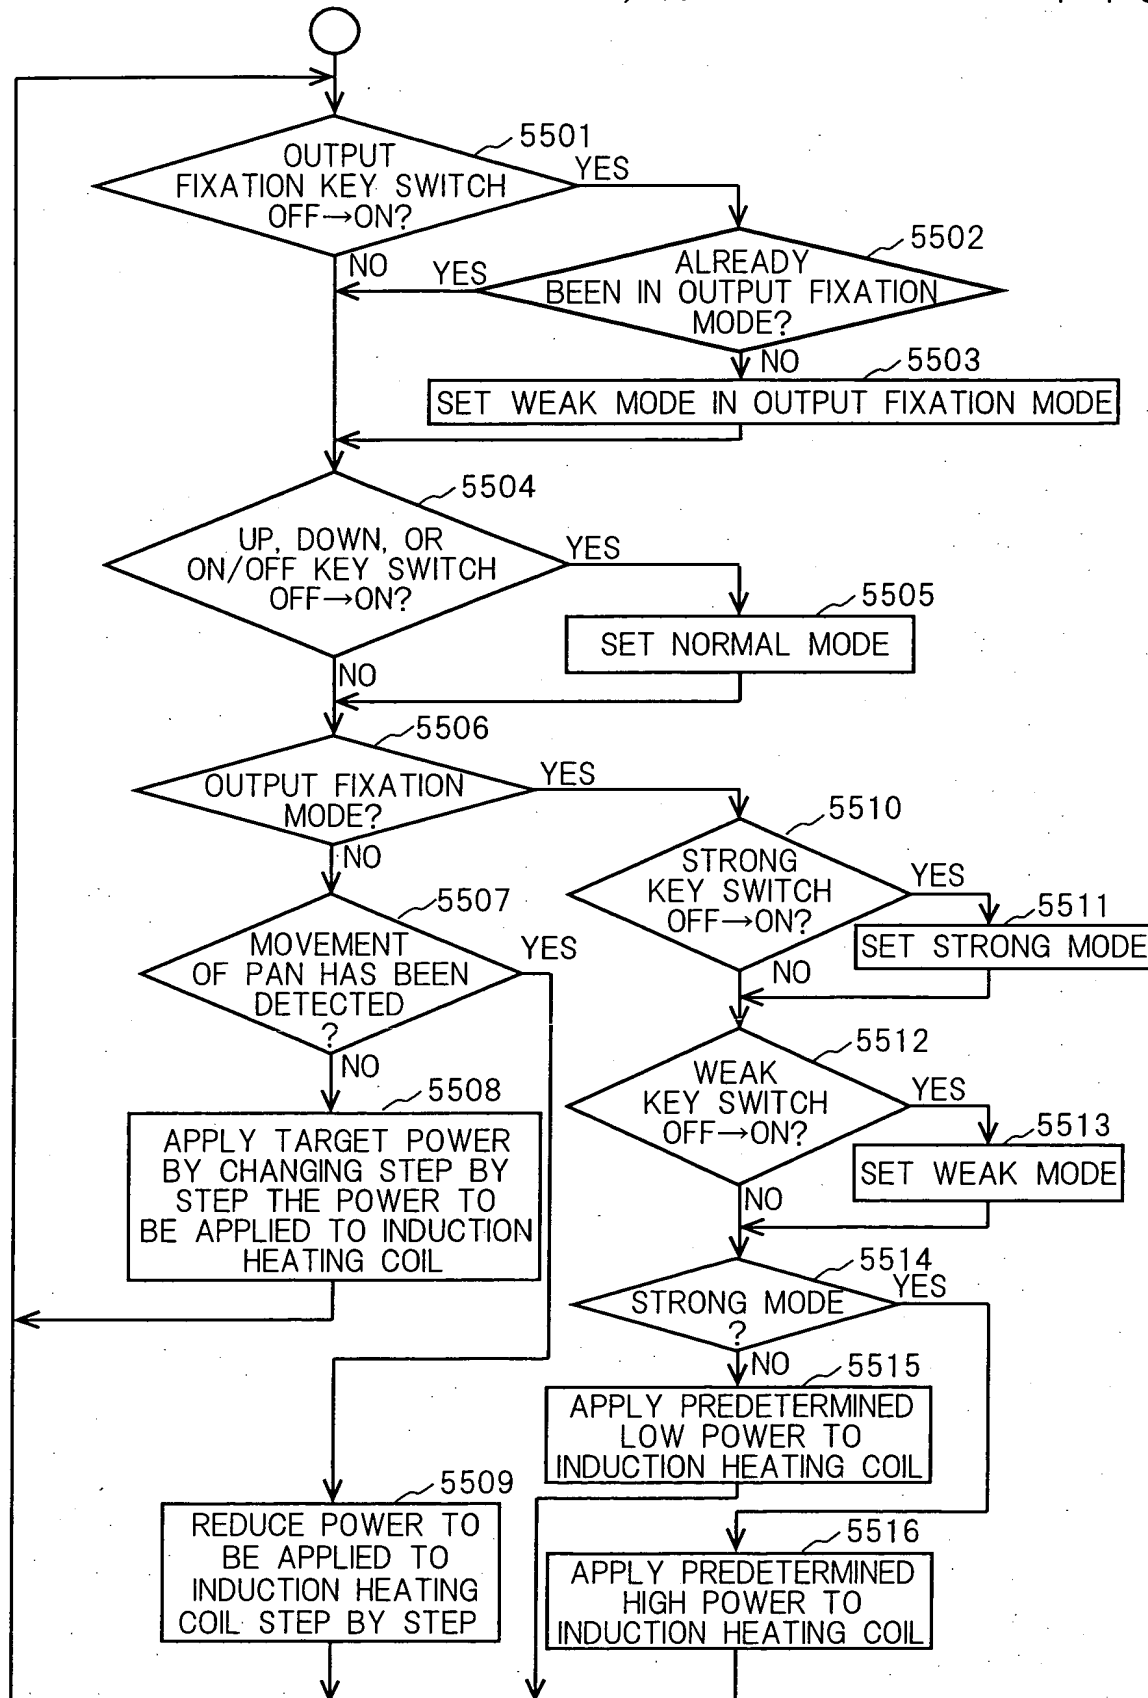 5501
OUTPUT
FIXATION KEY SWITCH
OFF→ON?
YES
NO
5502
ALREADY
BEEN IN OUTPUT FIXATION
MODE?
YES
NO
5503
SET WEAK MODE IN OUTPUT FIXATION MODE
5504
UP, DOWN, OR
ON/OFF KEY SWITCH
OFF→ON?
YES
NO
5505
SET NORMAL MODE
5506
OUTPUT FIXATION
MODE?
YES
NO
5507
MOVEMENT
OF PAN HAS BEEN
DETECTED
?
YES
NO
5508
APPLY TARGET POWER
BY CHANGING STEP BY
STEP THE POWER TO
BE APPLIED TO INDUCTION
HEATING COIL
5509
REDUCE POWER TO
BE APPLIED TO
INDUCTION HEATING
COIL STEP BY STEP
5510
STRONG
KEY SWITCH
OFF→ON?
YES
NO
5511
SET STRONG MODE
5512
WEAK
KEY SWITCH
OFF→ON?
YES
NO
5513
SET WEAK MODE
5514
STRONG MODE
?
YES
NO
5515
APPLY PREDETERMINED
LOW POWER TO
INDUCTION HEATING COIL
5516
APPLY PREDETERMINED
HIGH POWER TO
INDUCTION HEATING COIL